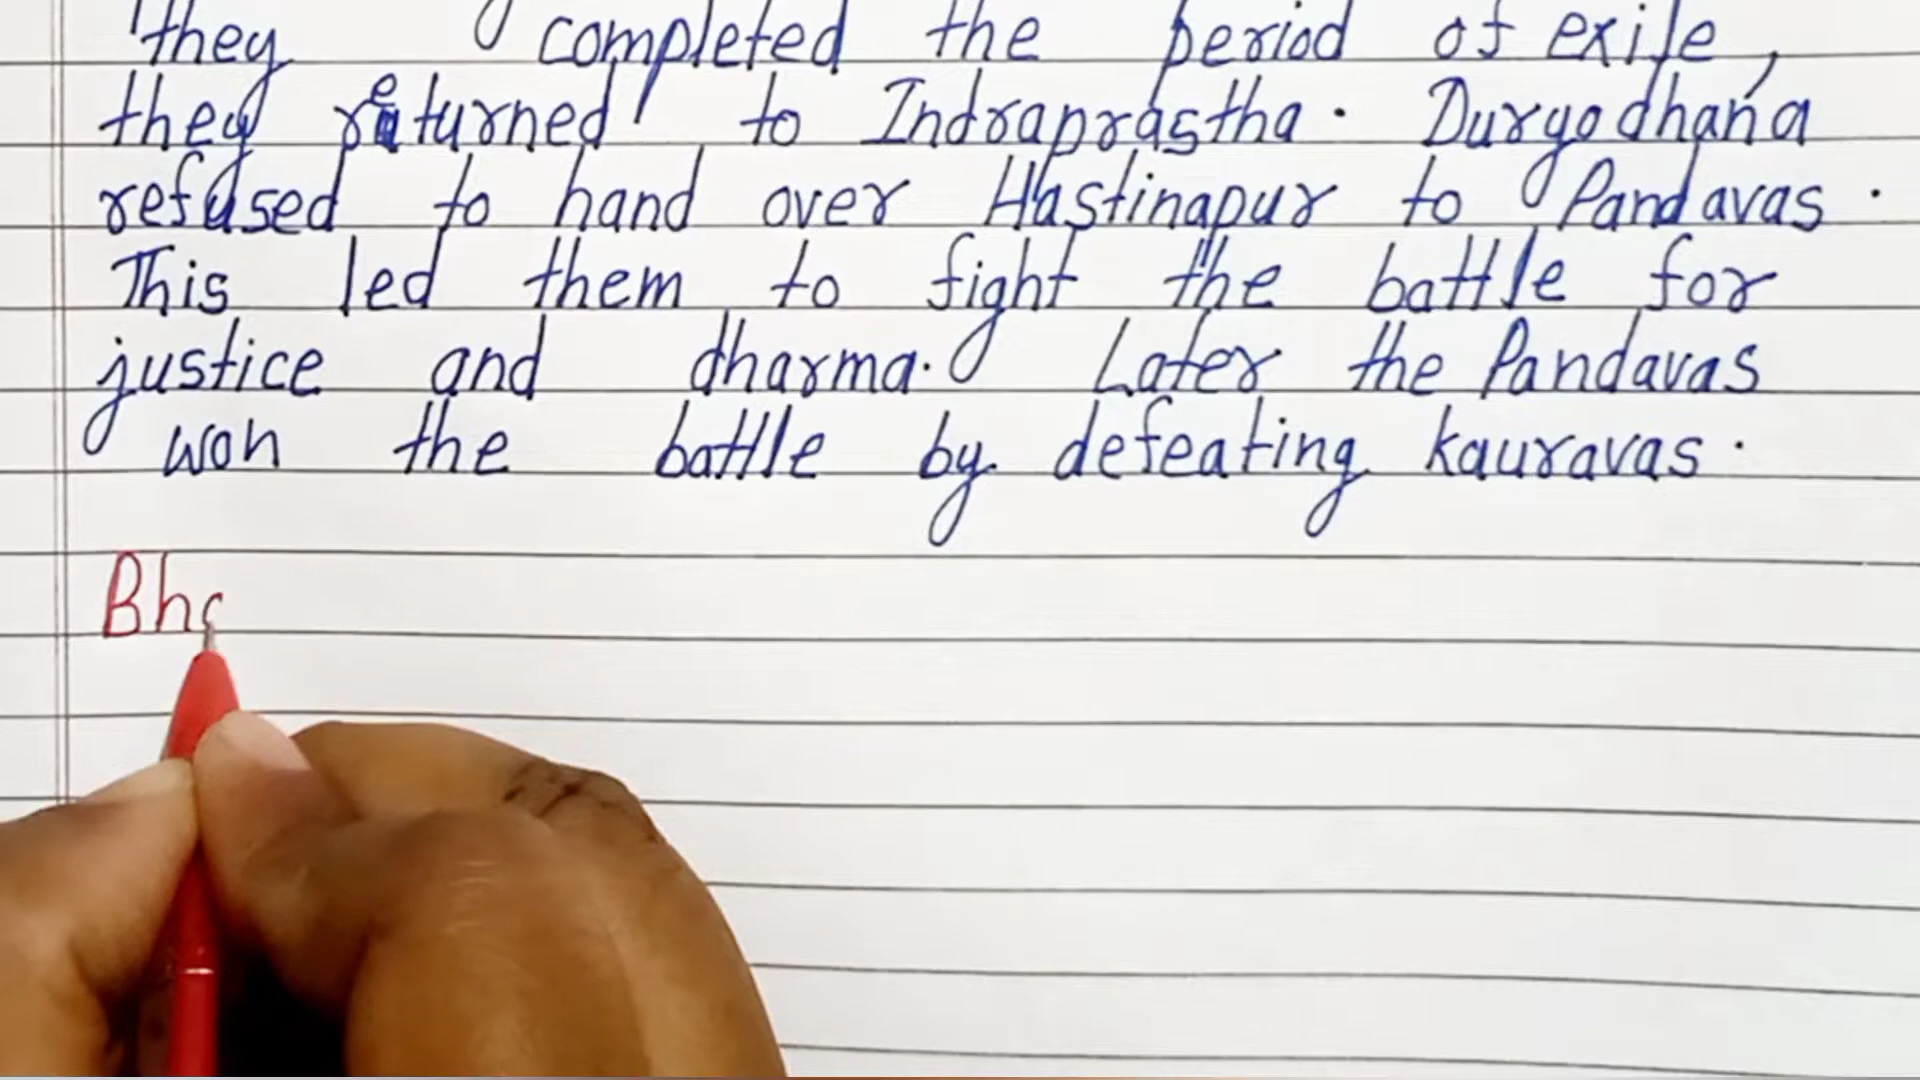 they completed the period of exile,
they returned to Indraprastha. Duryodhana
refused to hand over Hastinapur to Pandavas.
This led them to fight the battle for
justice and dharma. Later the Pandavas
won the battle by defeating kauravas.
Bha